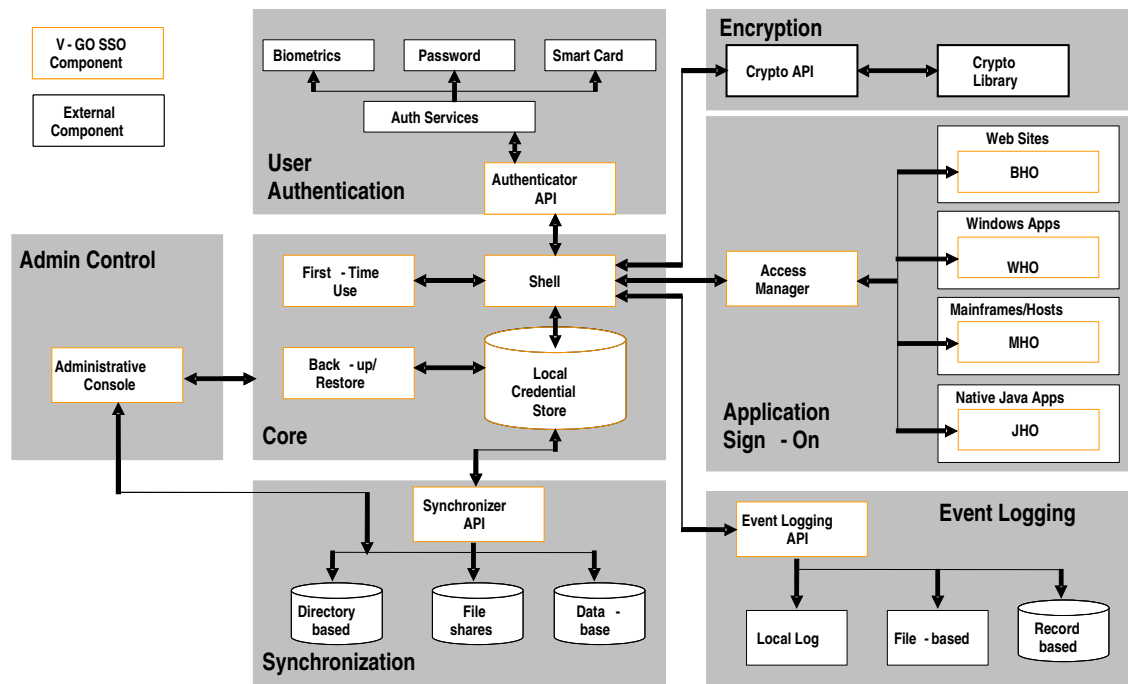 V - GO SSO
Component
External
Component
Biometrics
Password
Smart Card
Auth Services
User
Authentication
Authenticator
API
Encryption
Crypto API
Crypto
Library
Admin Control
Administrative
Console
First - Time
Use
Shell
Back - up/
Restore
Local
Credential
Store
Core
Access
Manager
Web Sites
BHO
Windows Apps
WHO
Mainframes/Hosts
MHO
Native Java Apps
JHO
Application
Sign - On
Synchronizer
API
Directory
based
File
shares
Data -
base
Synchronization
Event Logging
Event Logging
API
Local Log
File - based
Record
based